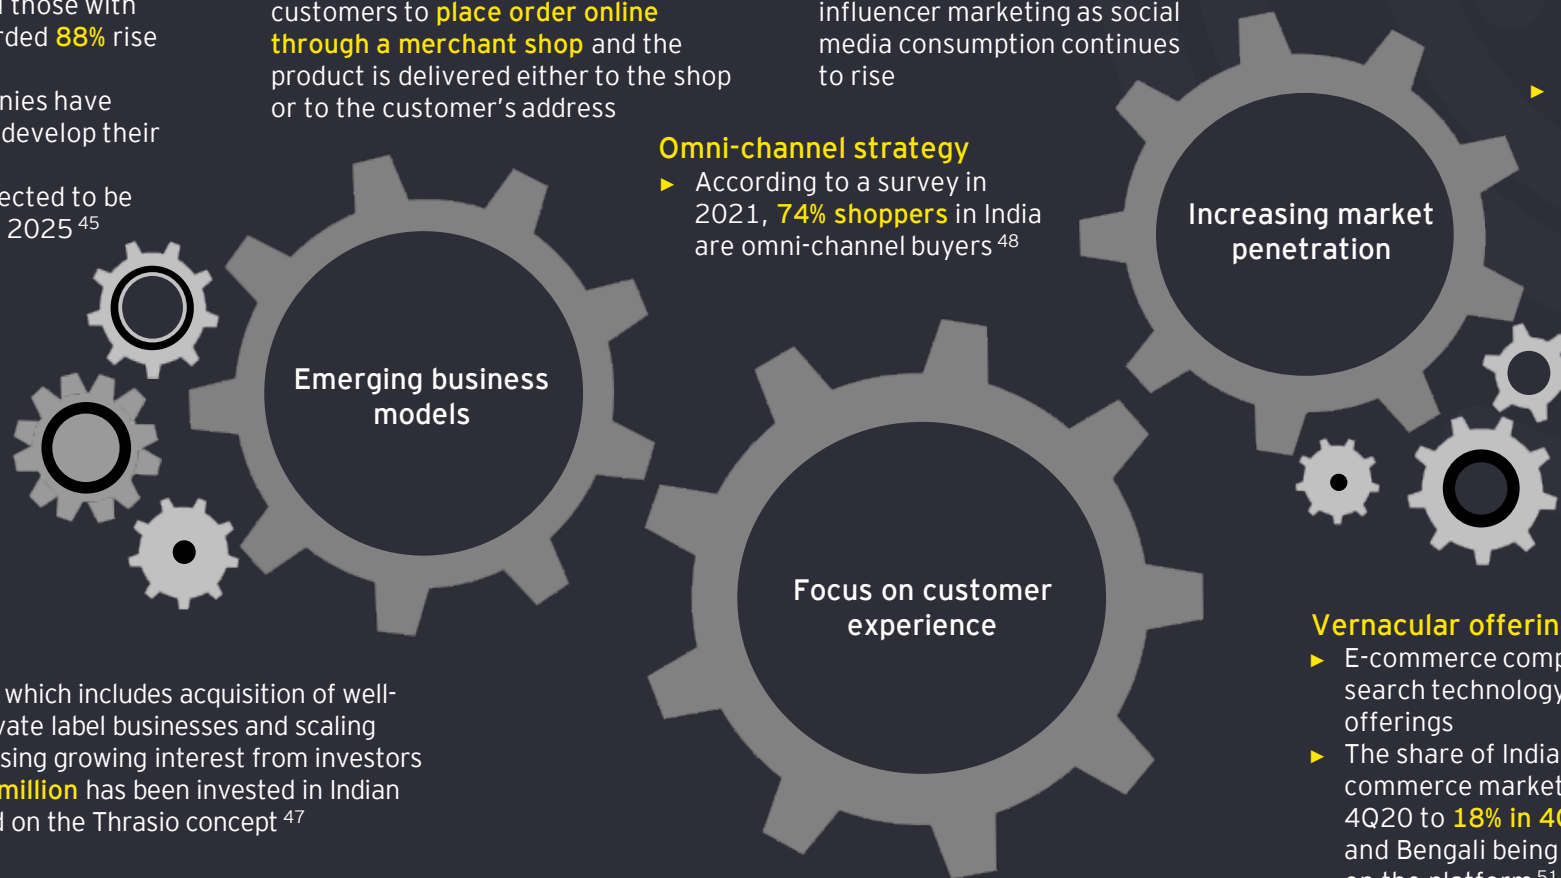 those with
88% rise
nies have
develop their
ected to be
2025 45
customers to place order online
through a merchant shop and the
product is delivered either to the shop
or to the customer's address
influencer marketing as social
media consumption continues
to rise
Omni-channel strategy
► According to a survey in
2021, 74% shoppers in India
are omni-channel buyers 48
Increasing market
penetration
►
Emerging business
models
Focus on customer
experience
which includes acquisition of well-
vate label businesses and scaling
sing growing interest from investors
million has been invested in Indian
on the Thrasio concept 47
Vernacular offerin
► E-commerce comp
search technology
offerings
► The share of India
commerce market
4Q20 to 18% in 4Q
and Bengali being
on the platform 51